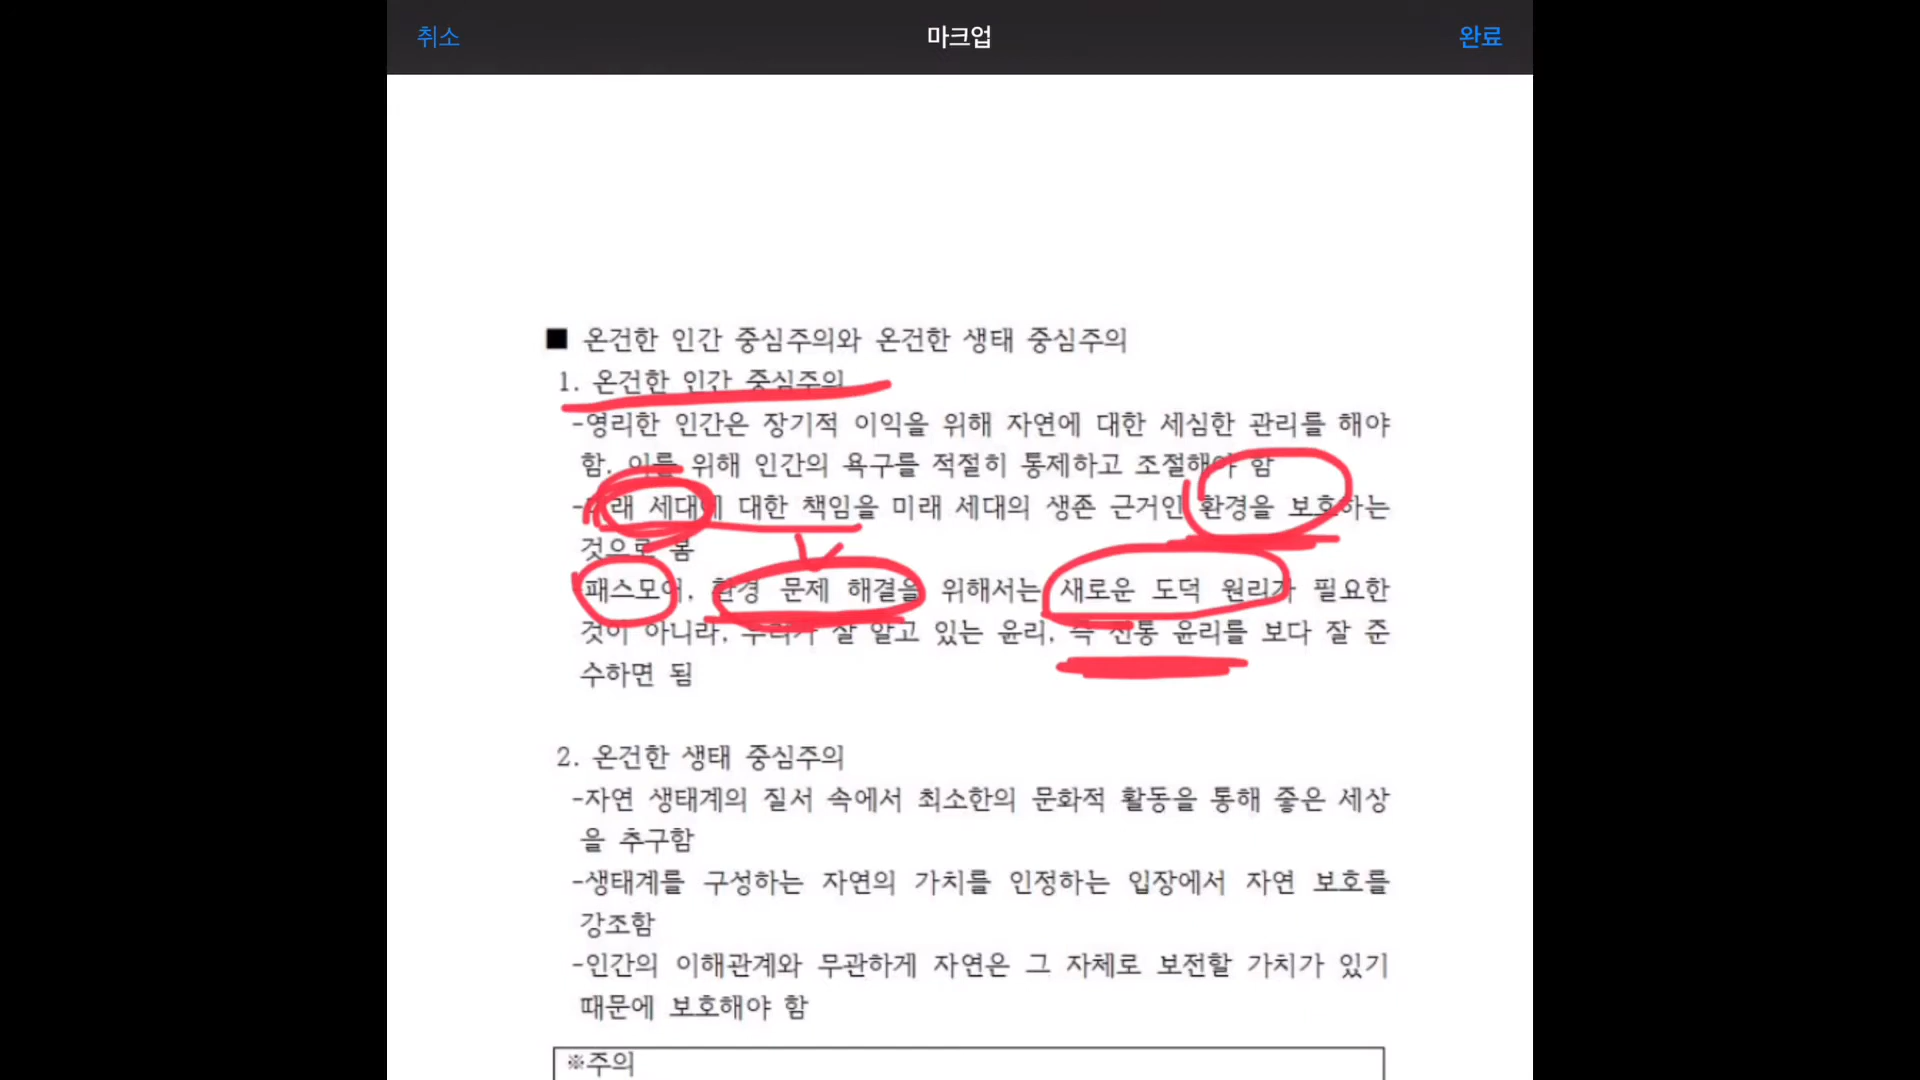 취소
마크업
완료
■ 온건한 인간 중심주의와 온건한 생태 중심주의
1. 온건한 인간 중심주의
-영리한 인간은 장기적 이익을 위해 자연에 대한 세심한 관리를 해야
함. 이를 위해 인간의 욕구를 적절히 통제하고 조절해야 함
-미래 세대에 대한 책임을 미래 세대의 생존 근거인 환경을 보호하는
것으로 봄
패스모어, 환경 문제 해결을 위해서는 새로운 도덕 원리가 필요한
것이 아니라, 우리가 잘 알고 있는 윤리, 즉 전통 윤리를 보다 잘 준
수하면 됨
2. 온건한 생태 중심주의
-자연 생태계의 질서 속에서 최소한의 문화적 활동을 통해 좋은 세상
을 추구함
-생태계를 구성하는 자연의 가치를 인정하는 입장에서 자연 보호를
강조함
-인간의 이해관계와 무관하게 자연은 그 자체로 보전할 가치가 있기
때문에 보호해야 함
※주의